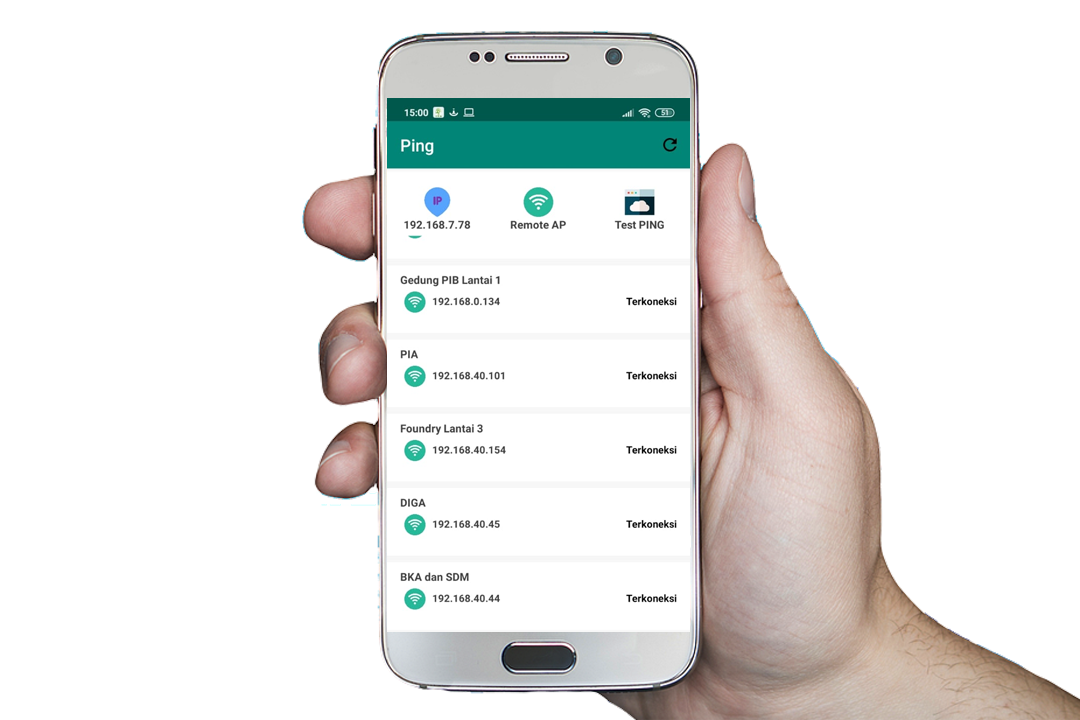 15:00
51
Ping
IP
192.168.7.78
Remote AP
Test PING
Gedung PIB Lantai 1
192.168.0.134
Terkoneksi
PIA
192.168.40.101
Terkoneksi
Foundry Lantai 3
192.168.40.154
Terkoneksi
DIGA
192.168.40.45
Terkoneksi
BKA dan SDM
192.168.40.44
Terkoneksi